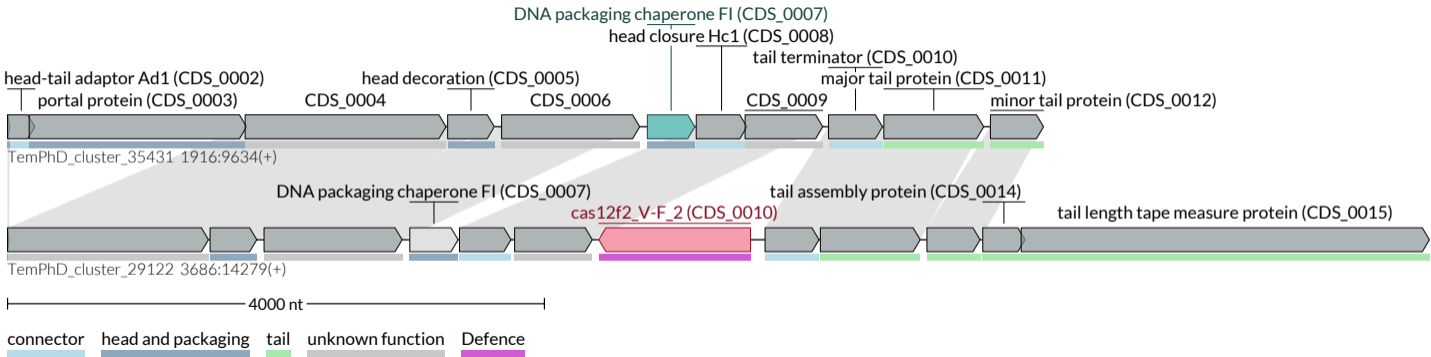 DNA packaging chaperone FI (CDS_0007)
head closure Hc1 (CDS_0008)
tail terminator (CDS_0010)
head-tail adaptor Ad1 (CDS_0002) head decoration (CDS_0005) major tail protein (CDS_0011)
portal protein (CDS_0003) CDS_0004 CDS_0006 CDS_0009 minor tail protein (CDS_0012)
TemPhD_cluster_35431 1916:9634(+)
DNA packaging chaperone FI (CDS_0007) tail assembly protein (CDS_0014)
cas12f2_V-F_2 (CDS_0010) tail length tape measure protein (CDS_0015)
TemPhD_cluster_29122 3686:14279(+)
4000 nt
connector head and packaging tail unknown function Defence